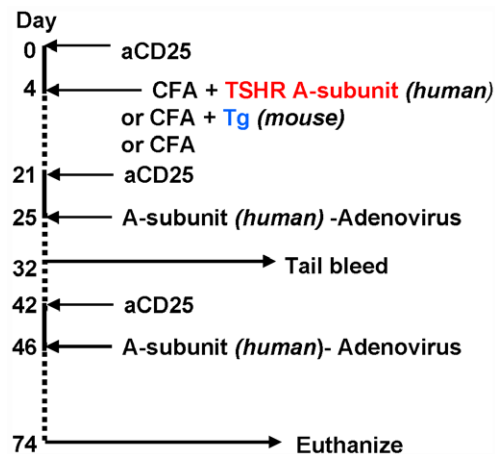 Day
0 aCD25
4 CFA + TSHR A-subunit (human)
or CFA + Tg (mouse)
or CFA
21 aCD25
25 A-subunit (human) -Adenovirus
32 Tail bleed
42 aCD25
46 A-subunit (human)- Adenovirus
74 Euthanize